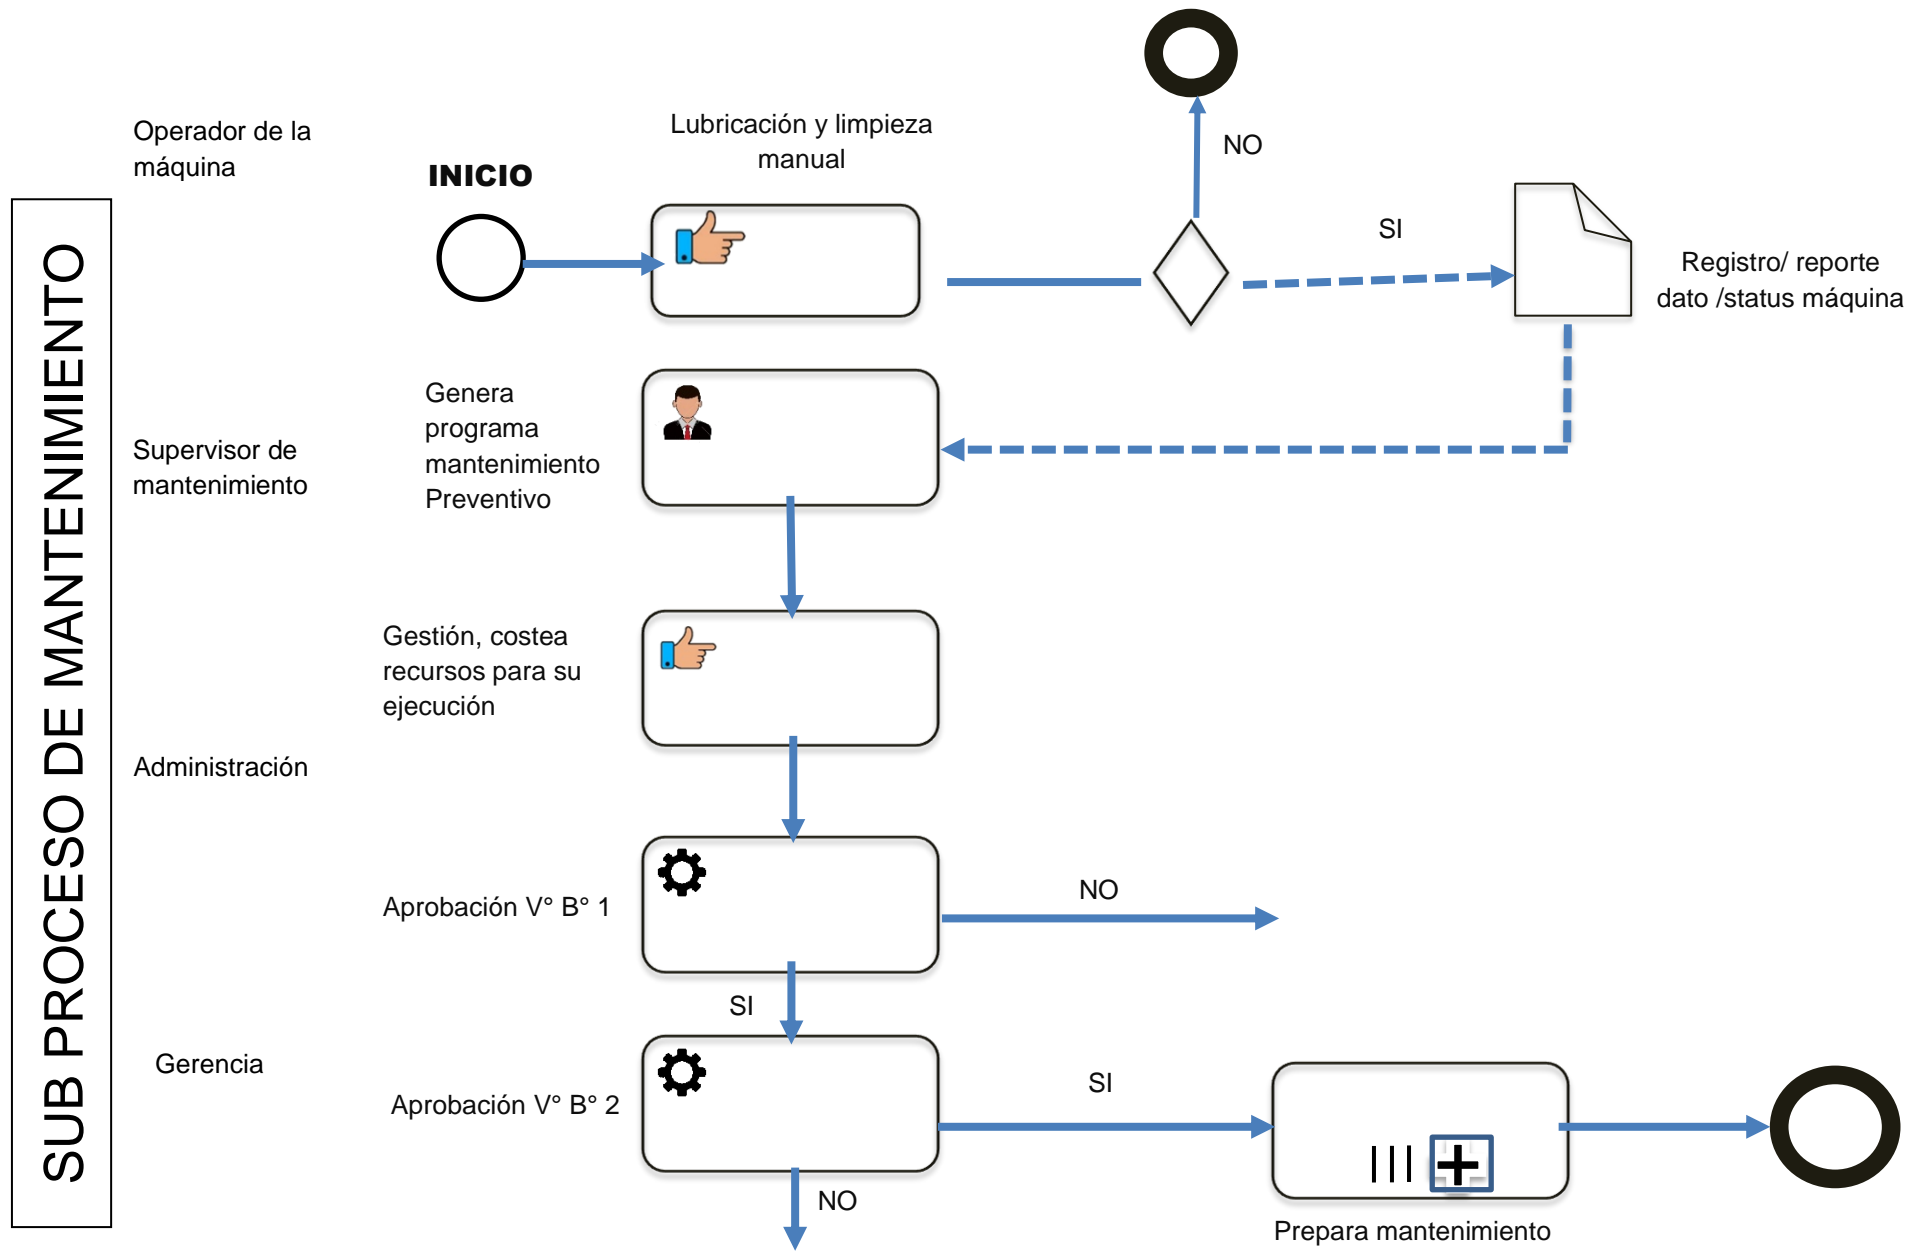 SUB PROCESO DE MANTENIMIENTO
Operador de la
máquina
INICIO
Lubricación y limpieza
manual
NO
SI
Registro/ reporte
dato /status máquina
Supervisor de
mantenimiento
Genera
programa
mantenimiento
Preventivo
Gestión, costea
recursos para su
ejecución
Administración
Aprobación V° B° 1
NO
SI
Gerencia
Aprobación V° B° 2
SI
NO
Prepara mantenimiento